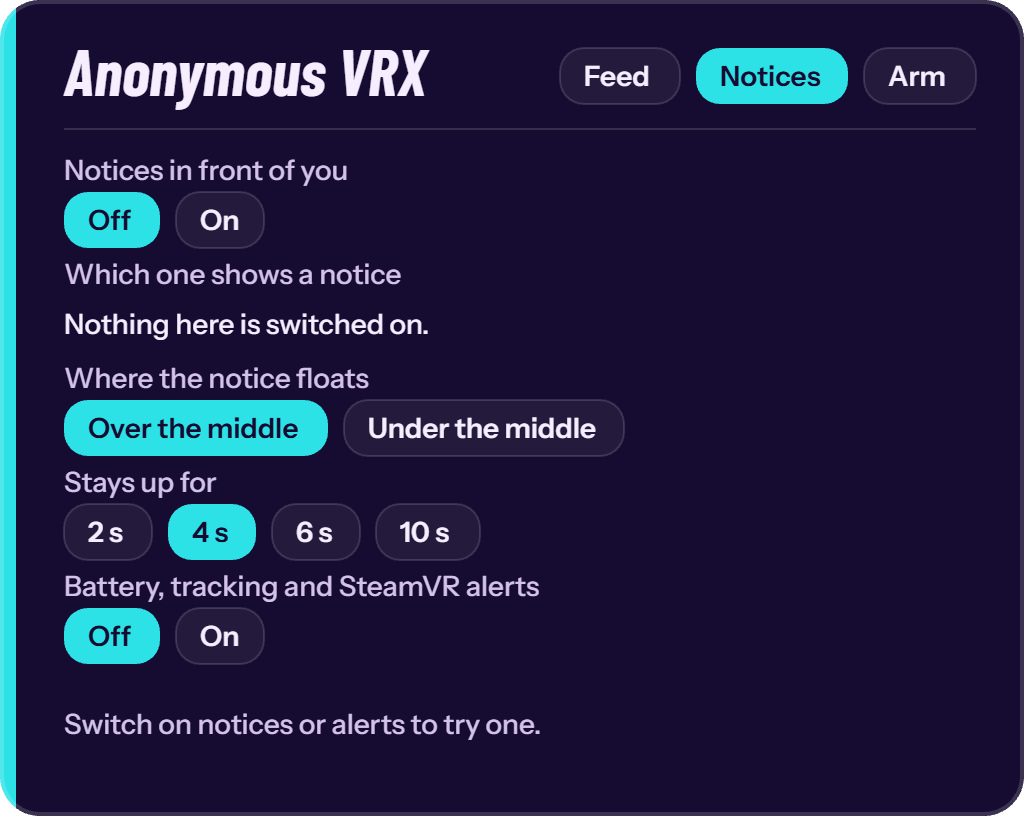 Anonymous VRX Feed Notices Arm
Notices in front of you
Off On
Which one shows a notice
Nothing here is switched on.
Where the notice floats
Over the middle Under the middle
Stays up for
2 s 4 s 6 s 10 s
Battery, tracking and SteamVR alerts
Off On
Switch on notices or alerts to try one.